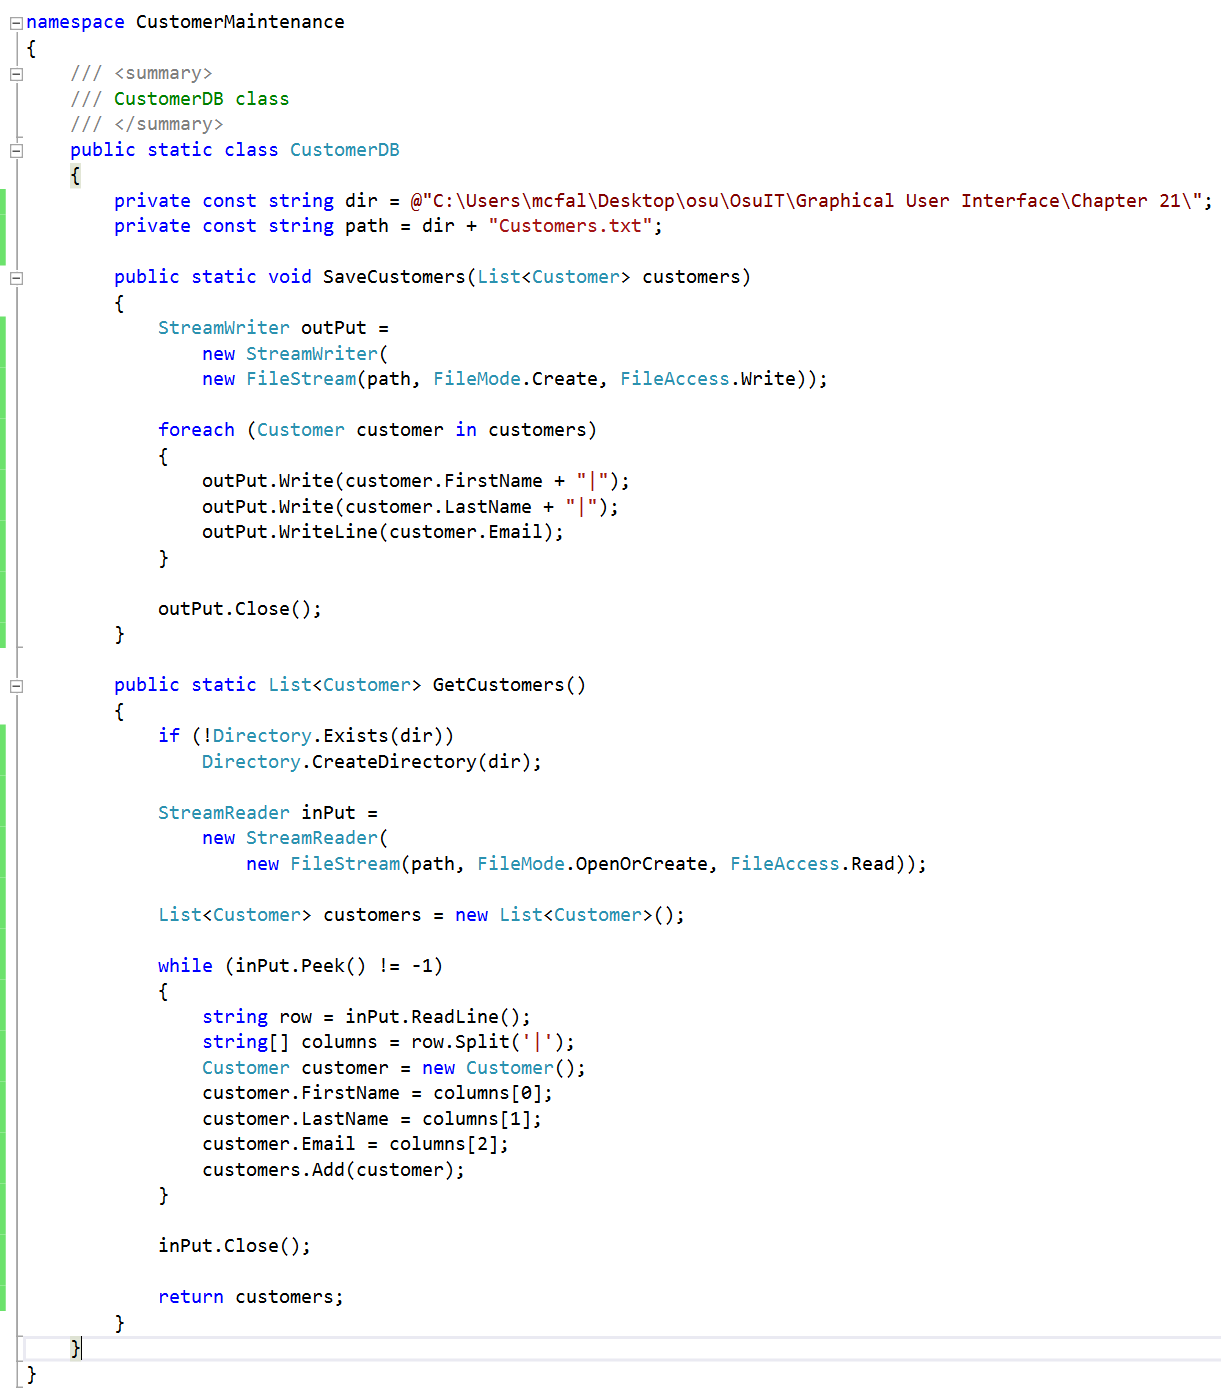 namespace CustomerMaintenance
{
    /// <summary>
    /// CustomerDB class
    /// </summary>
    public static class CustomerDB
    {
        private const string dir = @"C:\Users\mcfal\Desktop\osu\OsuIT\Graphical User Interface\Chapter 21\";
        private const string path = dir + "Customers.txt";

        public static void SaveCustomers(List<Customer> customers)
        {
            StreamWriter outPut =
                new StreamWriter(
                new FileStream(path, FileMode.Create, FileAccess.Write));

            foreach (Customer customer in customers)
            {
                outPut.Write(customer.FirstName + "|");
                outPut.Write(customer.LastName + "|");
                outPut.WriteLine(customer.Email);
            }

            outPut.Close();
        }

        public static List<Customer> GetCustomers()
        {
            if (!Directory.Exists(dir))
                Directory.CreateDirectory(dir);

            StreamReader inPut =
                new StreamReader(
                    new FileStream(path, FileMode.OpenOrCreate, FileAccess.Read));

            List<Customer> customers = new List<Customer>();

            while (inPut.Peek() != -1)
            {
                string row = inPut.ReadLine();
                string[] columns = row.Split('|');
                Customer customer = new Customer();
                customer.FirstName = columns[0];
                customer.LastName = columns[1];
                customer.Email = columns[2];
                customers.Add(customer);
            }

            inPut.Close();

            return customers;
        }
    }
}